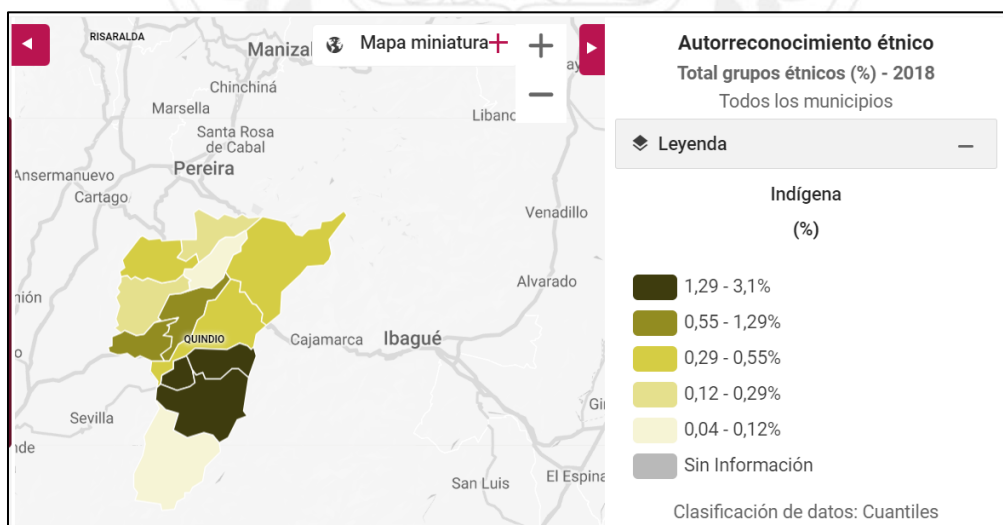 RISARALDA
Manizal
Mapa miniatura
Chinchiná
Marsella
Libano
Santa Rosa
de Cabal
Pereira
Ansermanuevo
Cartago
Venadillo
nión
Alvarado
QUINDIO
Cajamarca
Ibagué
Sevilla
nde
Gi
San Luis
El Espina
Autorreconocimiento étnico
Total grupos étnicos (%) - 2018
Todos los municipios
Leyenda
Indígena
(%)
1,29 - 3,1%
0,55 - 1,29%
0,29 - 0,55%
0,12 - 0,29%
0,04 - 0,12%
Sin Información
Clasificación de datos: Cuantiles